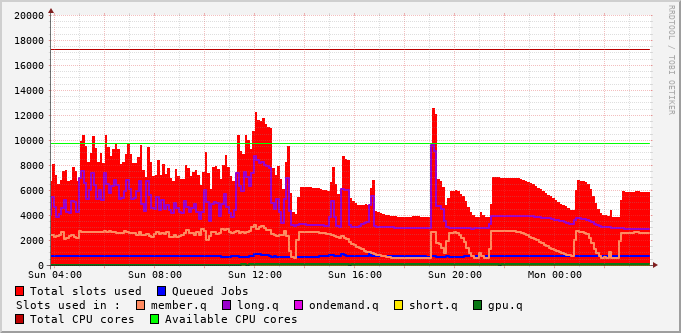 20000
18000
16000
14000
12000
10000
8000
6000
4000
2000
0
Sun 04:00 Sun 08:00 Sun 12:00 Sun 16:00 Sun 20:00 Mon 00:00
RRDTOOL / TOBI OETIKER
Total slots used Queued Jobs
Slots used in : member.q long.q ondemand.q short.q gpu.q
Total CPU cores Available CPU cores